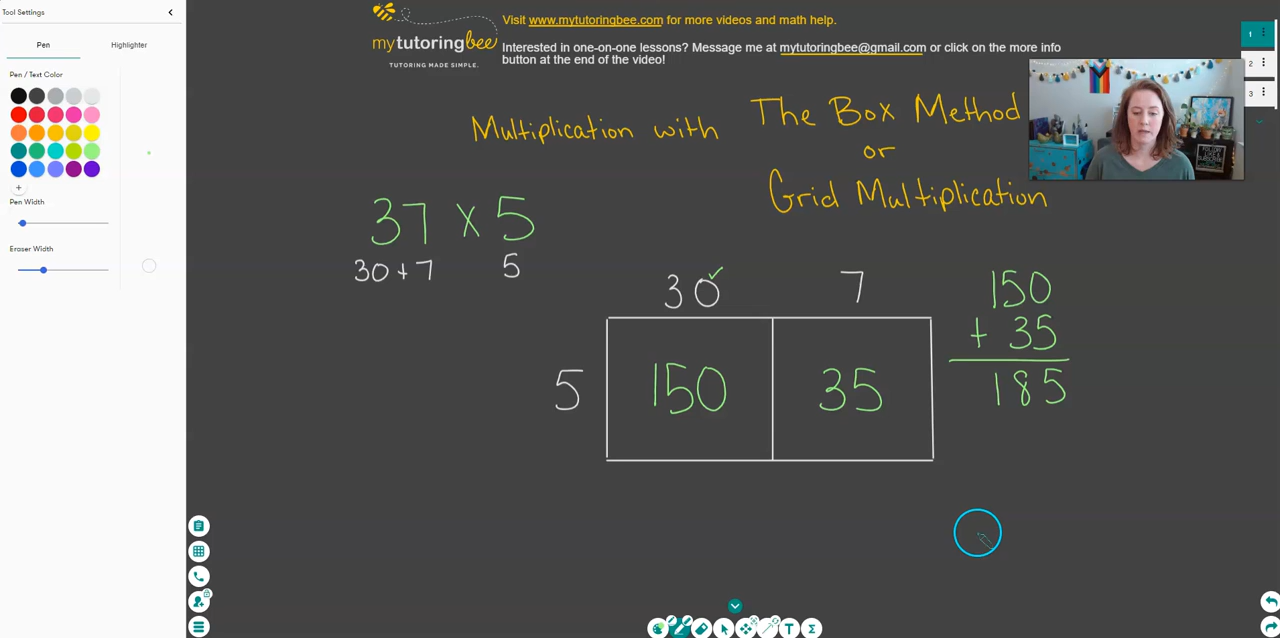 Tool Settings
Pen
Highlighter
Pen / Text Color
Pen Width
Eraser Width
mytutoringbee
TUTORING MADE SIMPLE.
Visit www.mytutoringbee.com for more videos and math help.
Interested in one-on-one lessons? Message me at mytutoringbee@gmail.com or click on the more info
button at the end of the video!
1
2
3
Multiplication with
The Box Method
or
Grid Multiplication
37 x 5
30 + 7 5
30 7
5 150 35
150
+ 35
185
T Σ